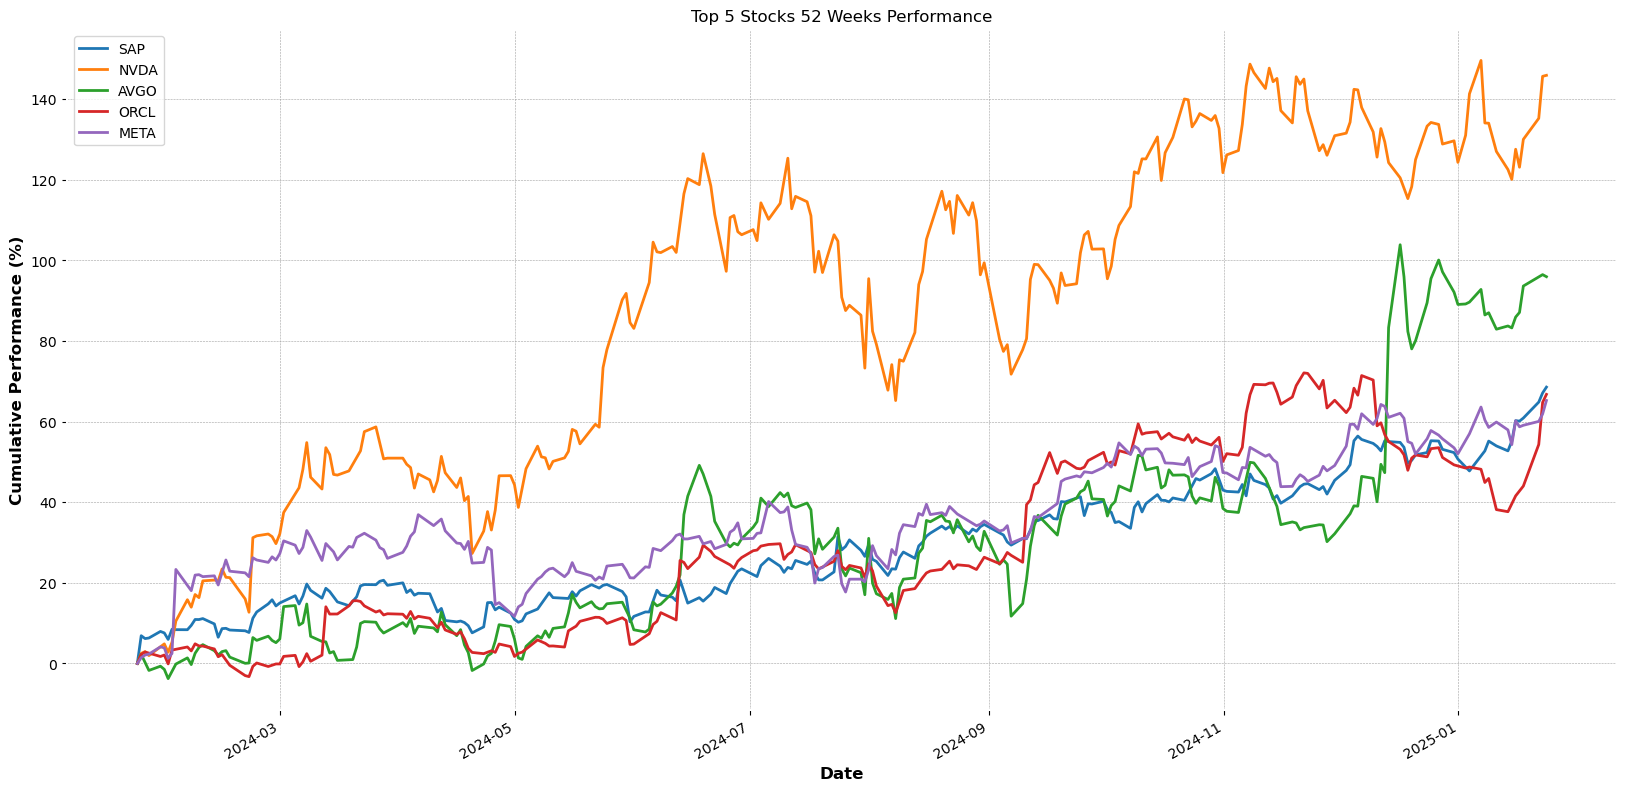 Top 5 Stocks 52 Weeks Performance
SAP
NVDA
AVGO
ORCL
META
Cumulative Performance (%)
140
120
100
80
60
40
20
0
2024-03
2024-05
2024-07
2024-09
2024-11
2025-01
Date